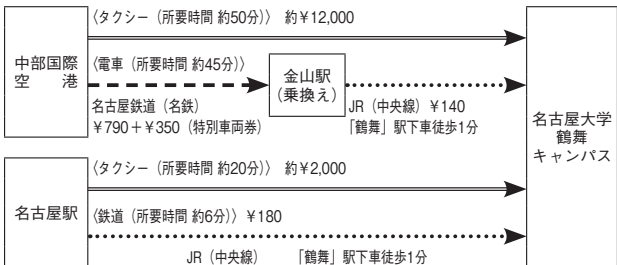 〈タクシー（所要時間 約50分）〉 約￥12,000
中部国際
空　港
〈電車（所要時間 約45分）〉
金山駅
（乗換え）
名古屋鉄道（名鉄）
￥790＋￥350（特別車両券）
JR（中央線）￥140
「鶴舞」駅下車徒歩1分
名古屋大学
鶴舞
キャンパス
〈タクシー（所要時間 約20分）〉 約￥2,000
名古屋駅
〈鉄道（所要時間 約6分）〉￥180
JR（中央線）　「鶴舞」駅下車徒歩1分